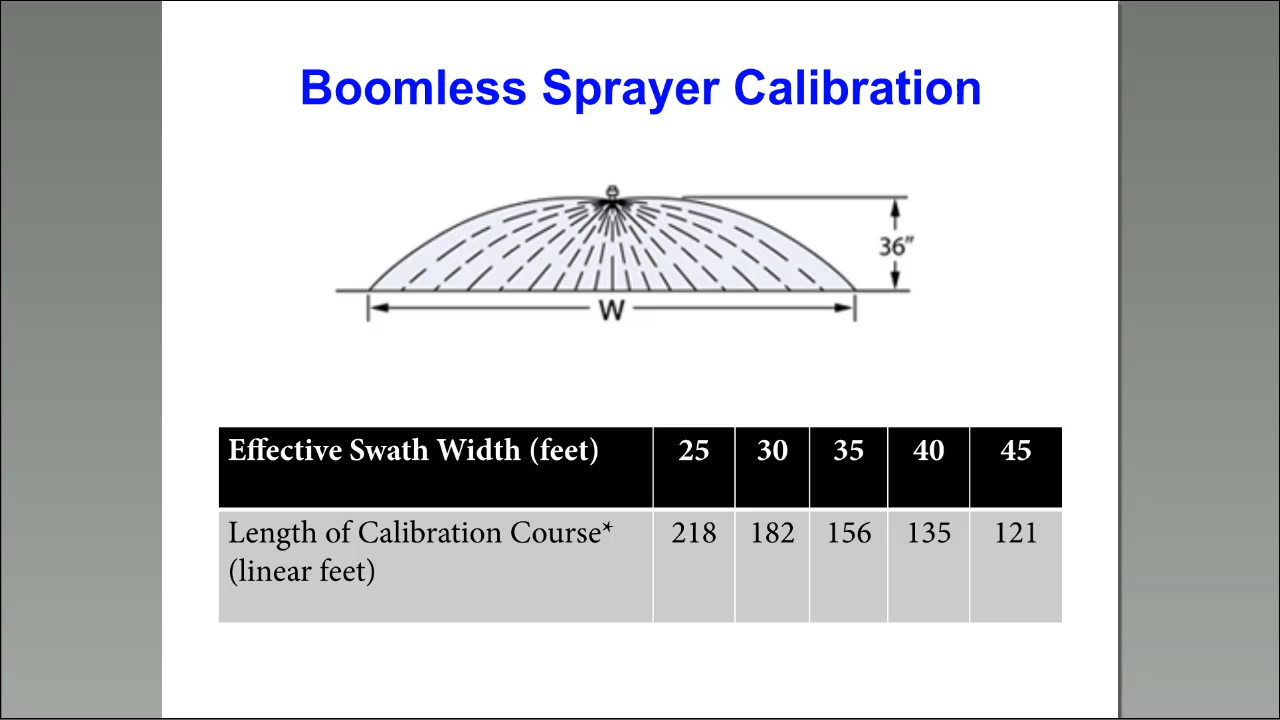 Boomless Sprayer Calibration
36”
W
Effective Swath Width (feet) 25 30 35 40 45
Length of Calibration Course* 218 182 156 135 121
(linear feet)